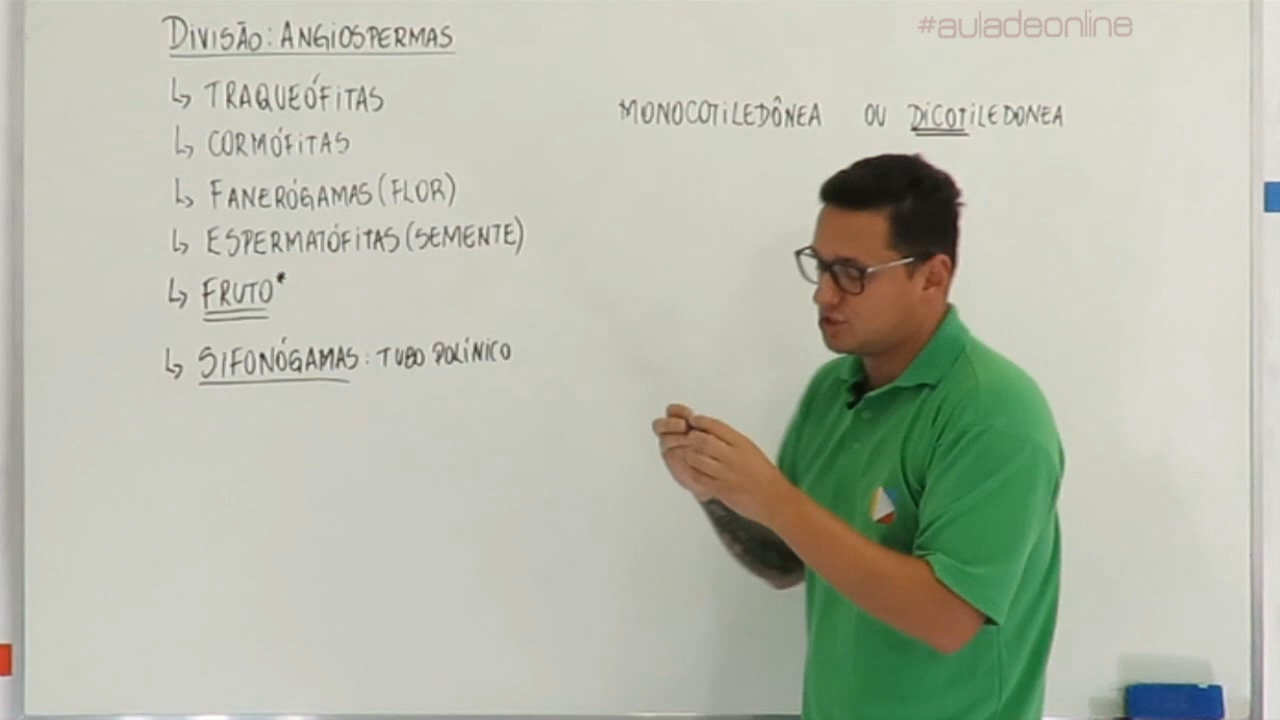 #auladeonline
DIVISÃO: ANGIOSPERMAS
↳ TRAQUEÓFITAS
↳ CORMÓFITAS
↳ FANERÓGAMAS (FLOR)
↳ ESPERMATÓFITAS (SEMENTE)
↳ FRUTO*
↳ SIFONÓGAMAS: TUBO POLÍNICO
MONOCOTILEDÔNEA OU DICOTILEDONEA